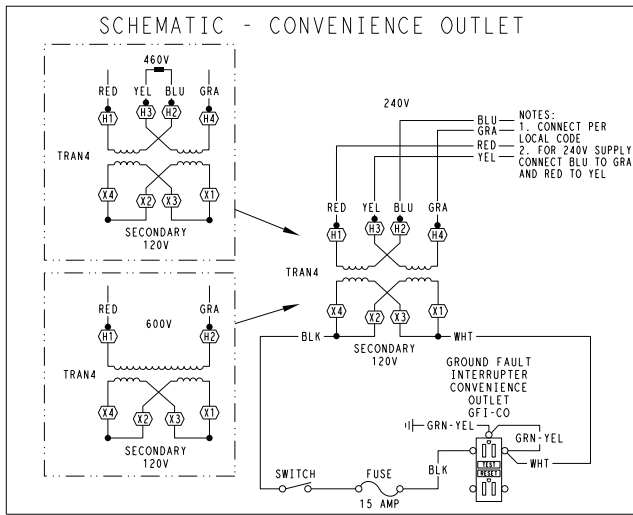 SCHEMATIC - CONVENIENCE OUTLET
460V
RED YEL BLU GRA
H1 H3 H2 H4
TRAN4
X4 X2 X3 X1
SECONDARY
120V
600V
RED GRA
H1 H2
TRAN4
X4 X2 X3 X1
SECONDARY
120V
240V
BLU
GRA
RED
YEL
NOTES:
1. CONNECT PER
LOCAL CODE
2. FOR 240V SUPPLY
CONNECT BLU TO GRA
AND RED TO YEL
RED YEL BLU GRA
H1 H3 H2 H4
TRAN4
X4 X2 X3 X1
BLK WHT
SECONDARY
120V
GROUND FAULT
INTERRUPTER
CONVENIENCE
OUTLET
GFI-CO
GRN-YEL
GRN-YEL
WHT
BLK
TEST
RESET
SWITCH FUSE
15 AMP